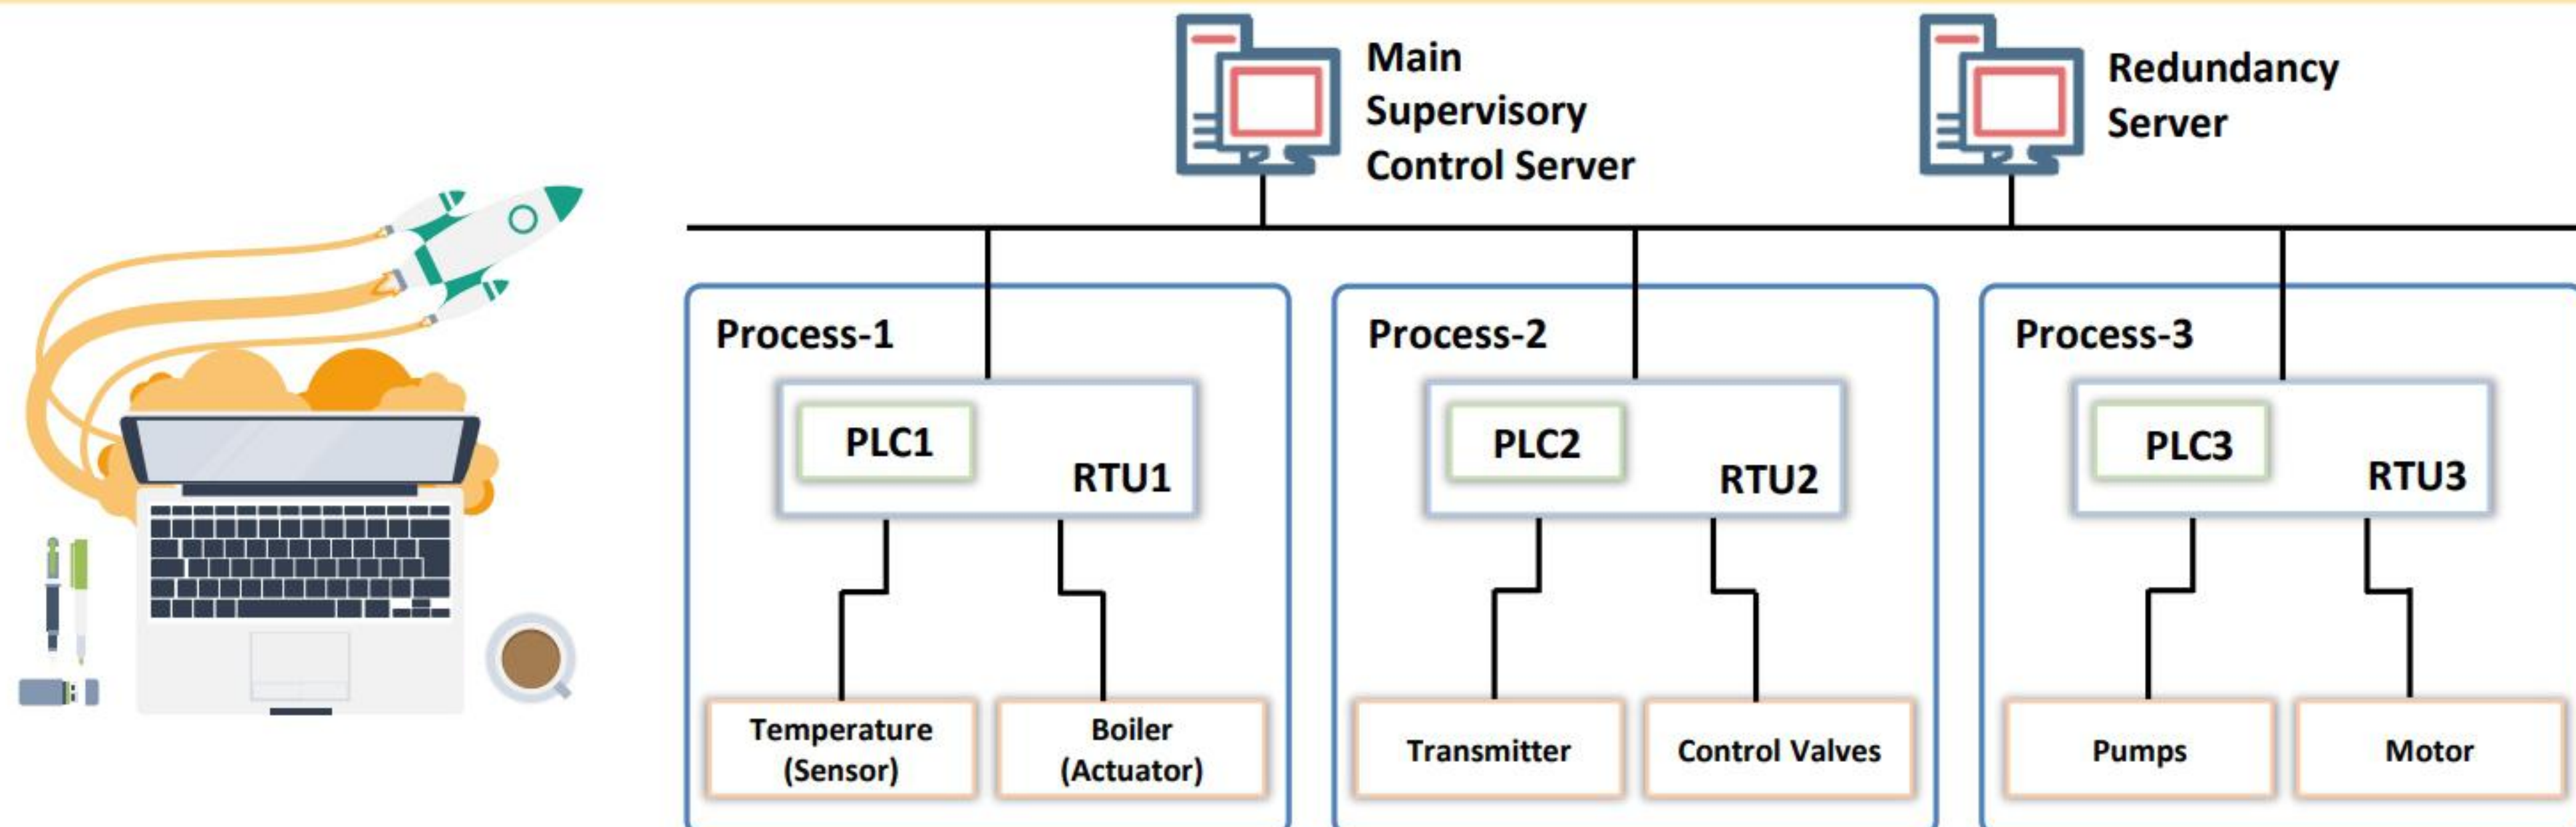 Main
Supervisory
Control Server
Redundancy
Server
Process-1
PLC1
RTU1
Temperature
(Sensor)
Boiler
(Actuator)
Process-2
PLC2
RTU2
Transmitter
Control Valves
Process-3
PLC3
RTU3
Pumps
Motor